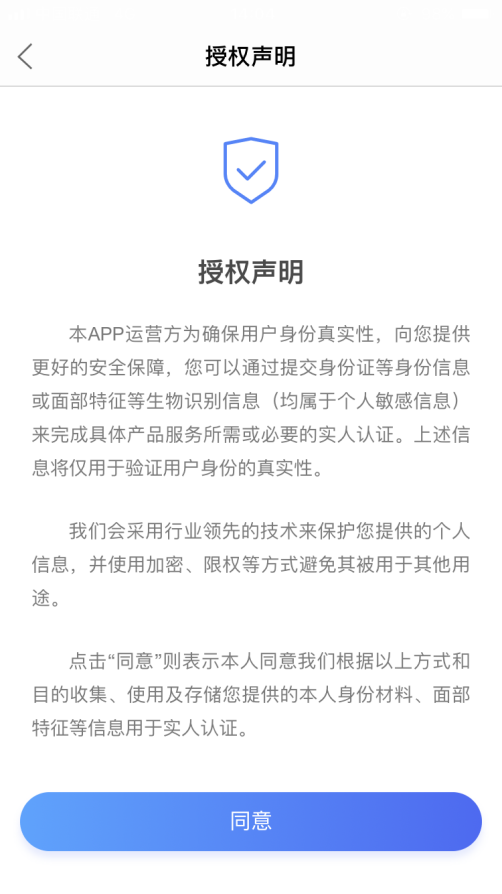 授权声明
授权声明
本APP运营方为确保用户身份真实性，向您提供
更好的安全保障，您可以通过提交身份证等身份信息
或面部特征等生物识别信息（均属于个人敏感信息）
来完成具体产品服务所需或必要的实人认证。上述信
息将仅用于验证用户身份的真实性。
我们会采用行业领先的技术来保护您提供的个人
信息，并使用加密、限权等方式避免其被用于其他用
途。
点击“同意”则表示本人同意我们根据以上方式和
目的收集、使用及存储您提供的本人身份材料、面部
特征等信息用于实人认证。
同意